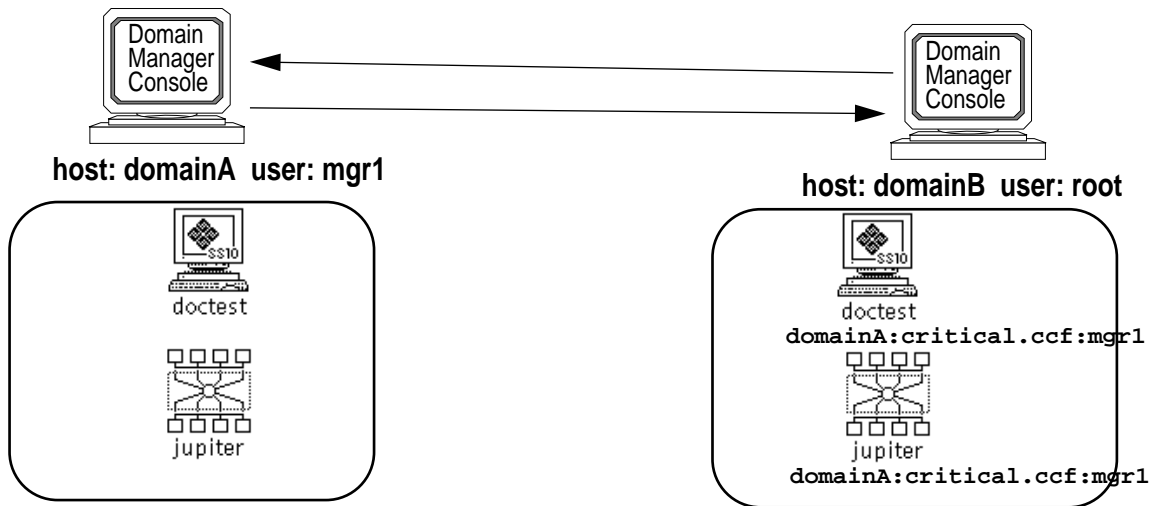 Domain
Manager
Console
Domain
Manager
Console
host: domainA  user: mgr1
host: domainB  user: root
SS10
doctest
jupiter
SS10
doctest
domainA:critical.ccf:mgr1
jupiter
domainA:critical.ccf:mgr1